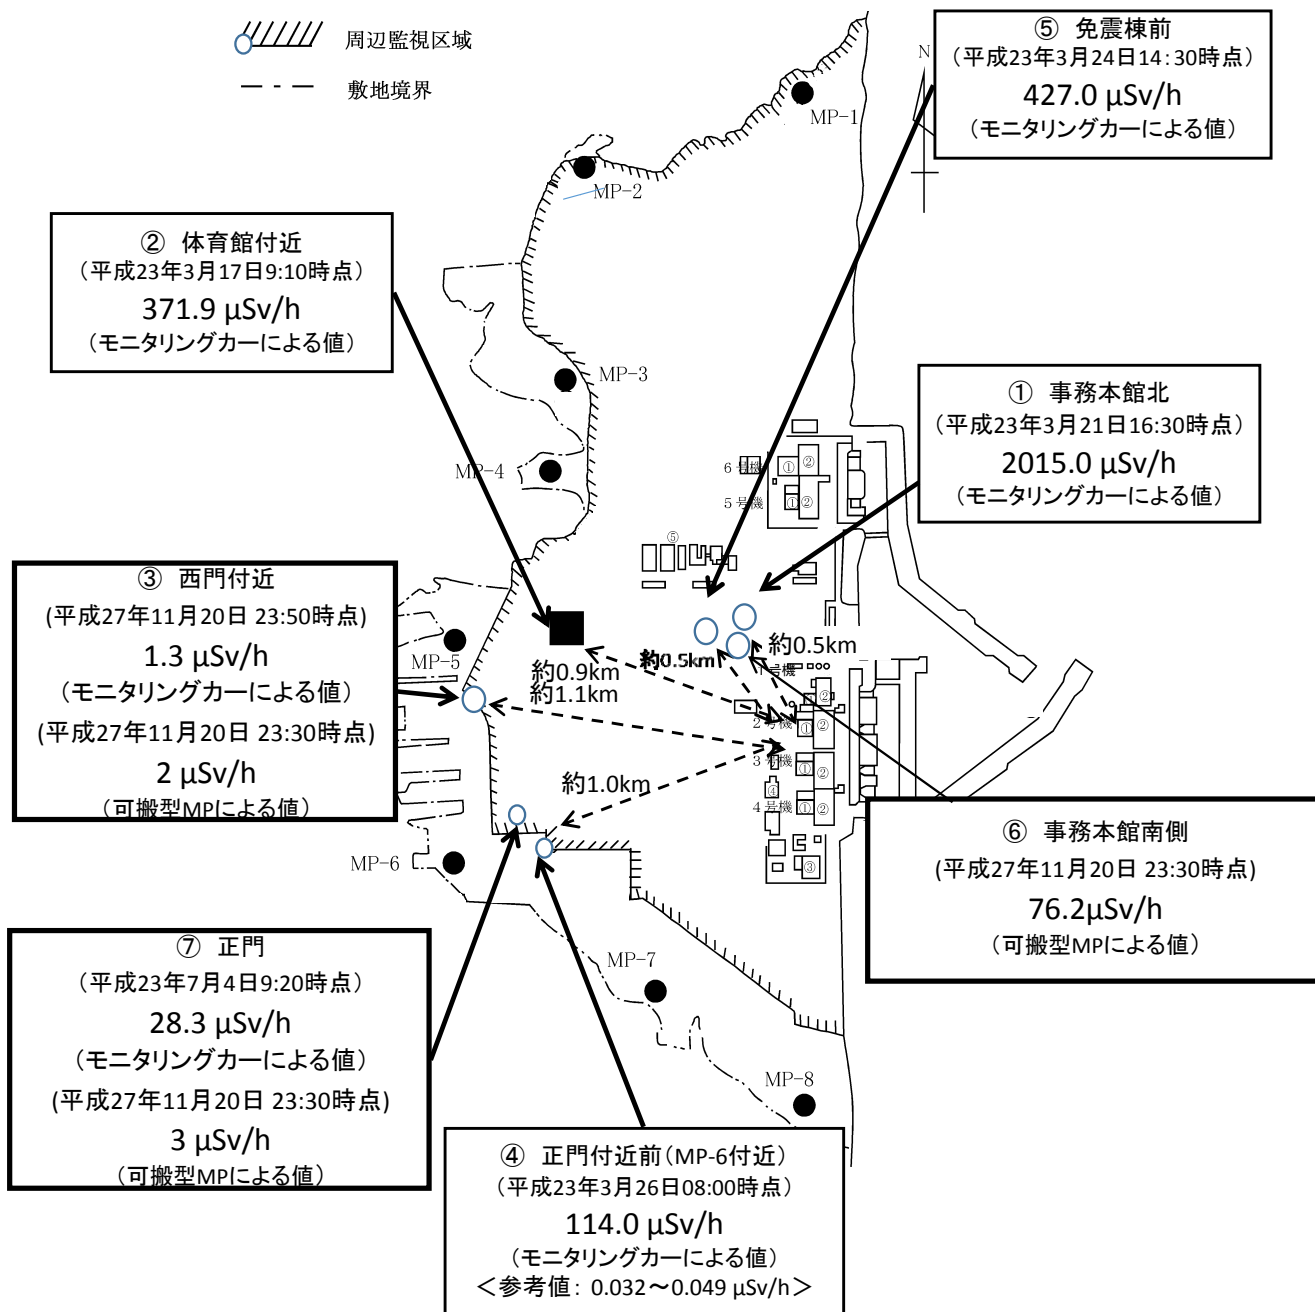 周辺監視区域
敷地境界
⑤ 免震棟前
(平成23年3月24日14:30時点)
427.0 μSv/h
(モニタリングカーによる値)
N
MP-1
MP-2
② 体育館付近
(平成23年3月17日9:10時点)
371.9 μSv/h
(モニタリングカーによる値)
MP-3
① 事務本館北
(平成23年3月21日16:30時点)
2015.0 μSv/h
(モニタリングカーによる値)
MP-4
6号機
① ②
5号機
① ②
⑤
③ 西門付近
(平成27年11月20日 23:50時点)
1.3 μSv/h
(モニタリングカーによる値)
(平成27年11月20日 23:30時点)
2 μSv/h
(可搬型MPによる値)
MP-5
約0.9km
約1.1km
約0.5km
約0.5km
1号機
②
2号機
① ②
3号機
① ②
④
4号機
① ②
③
約1.0km
MP-6
⑥ 事務本館南側
(平成27年11月20日 23:30時点)
76.2μSv/h
(可搬型MPによる値)
⑦ 正門
(平成23年7月4日9:20時点)
28.3 μSv/h
(モニタリングカーによる値)
(平成27年11月20日 23:30時点)
3 μSv/h
(可搬型MPによる値)
MP-7
MP-8
④ 正門付近前(MP-6付近)
(平成23年3月26日08:00時点)
114.0 μSv/h
(モニタリングカーによる値)
<参考値: 0.032~0.049 μSv/h>